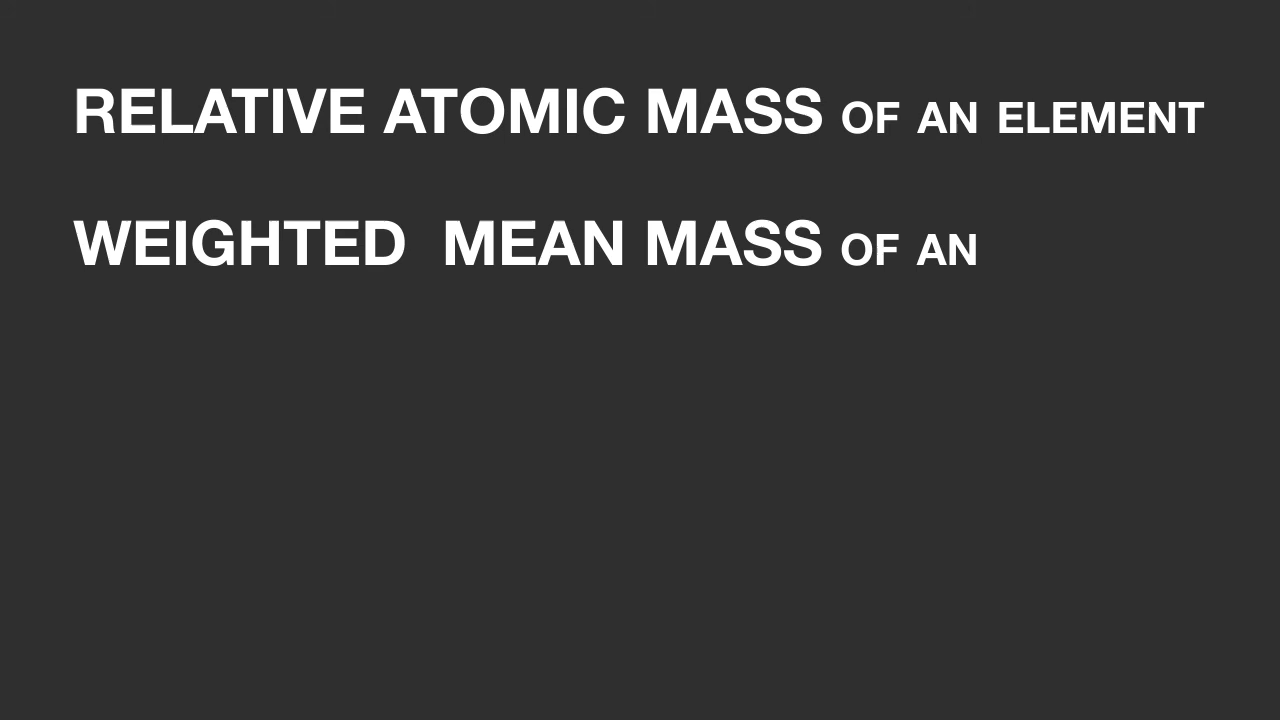 RELATIVE ATOMIC MASS OF AN ELEMENT
WEIGHTED  MEAN MASS OF AN